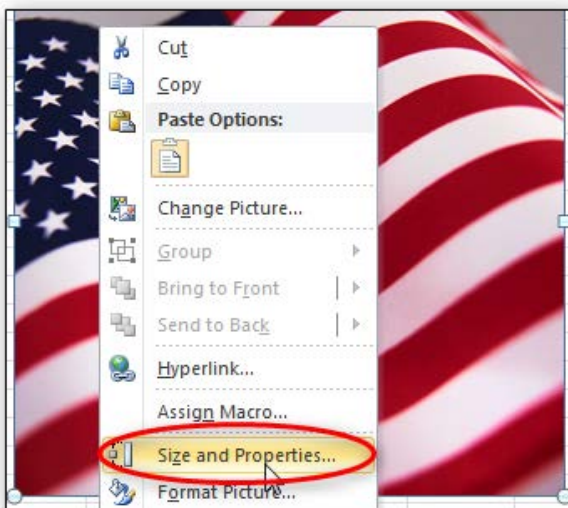 Cut
Copy
Paste Options:
Change Picture...
Group
Bring to Front
Send to Back
Hyperlink...
Assign Macro...
Size and Properties...
Format Picture...